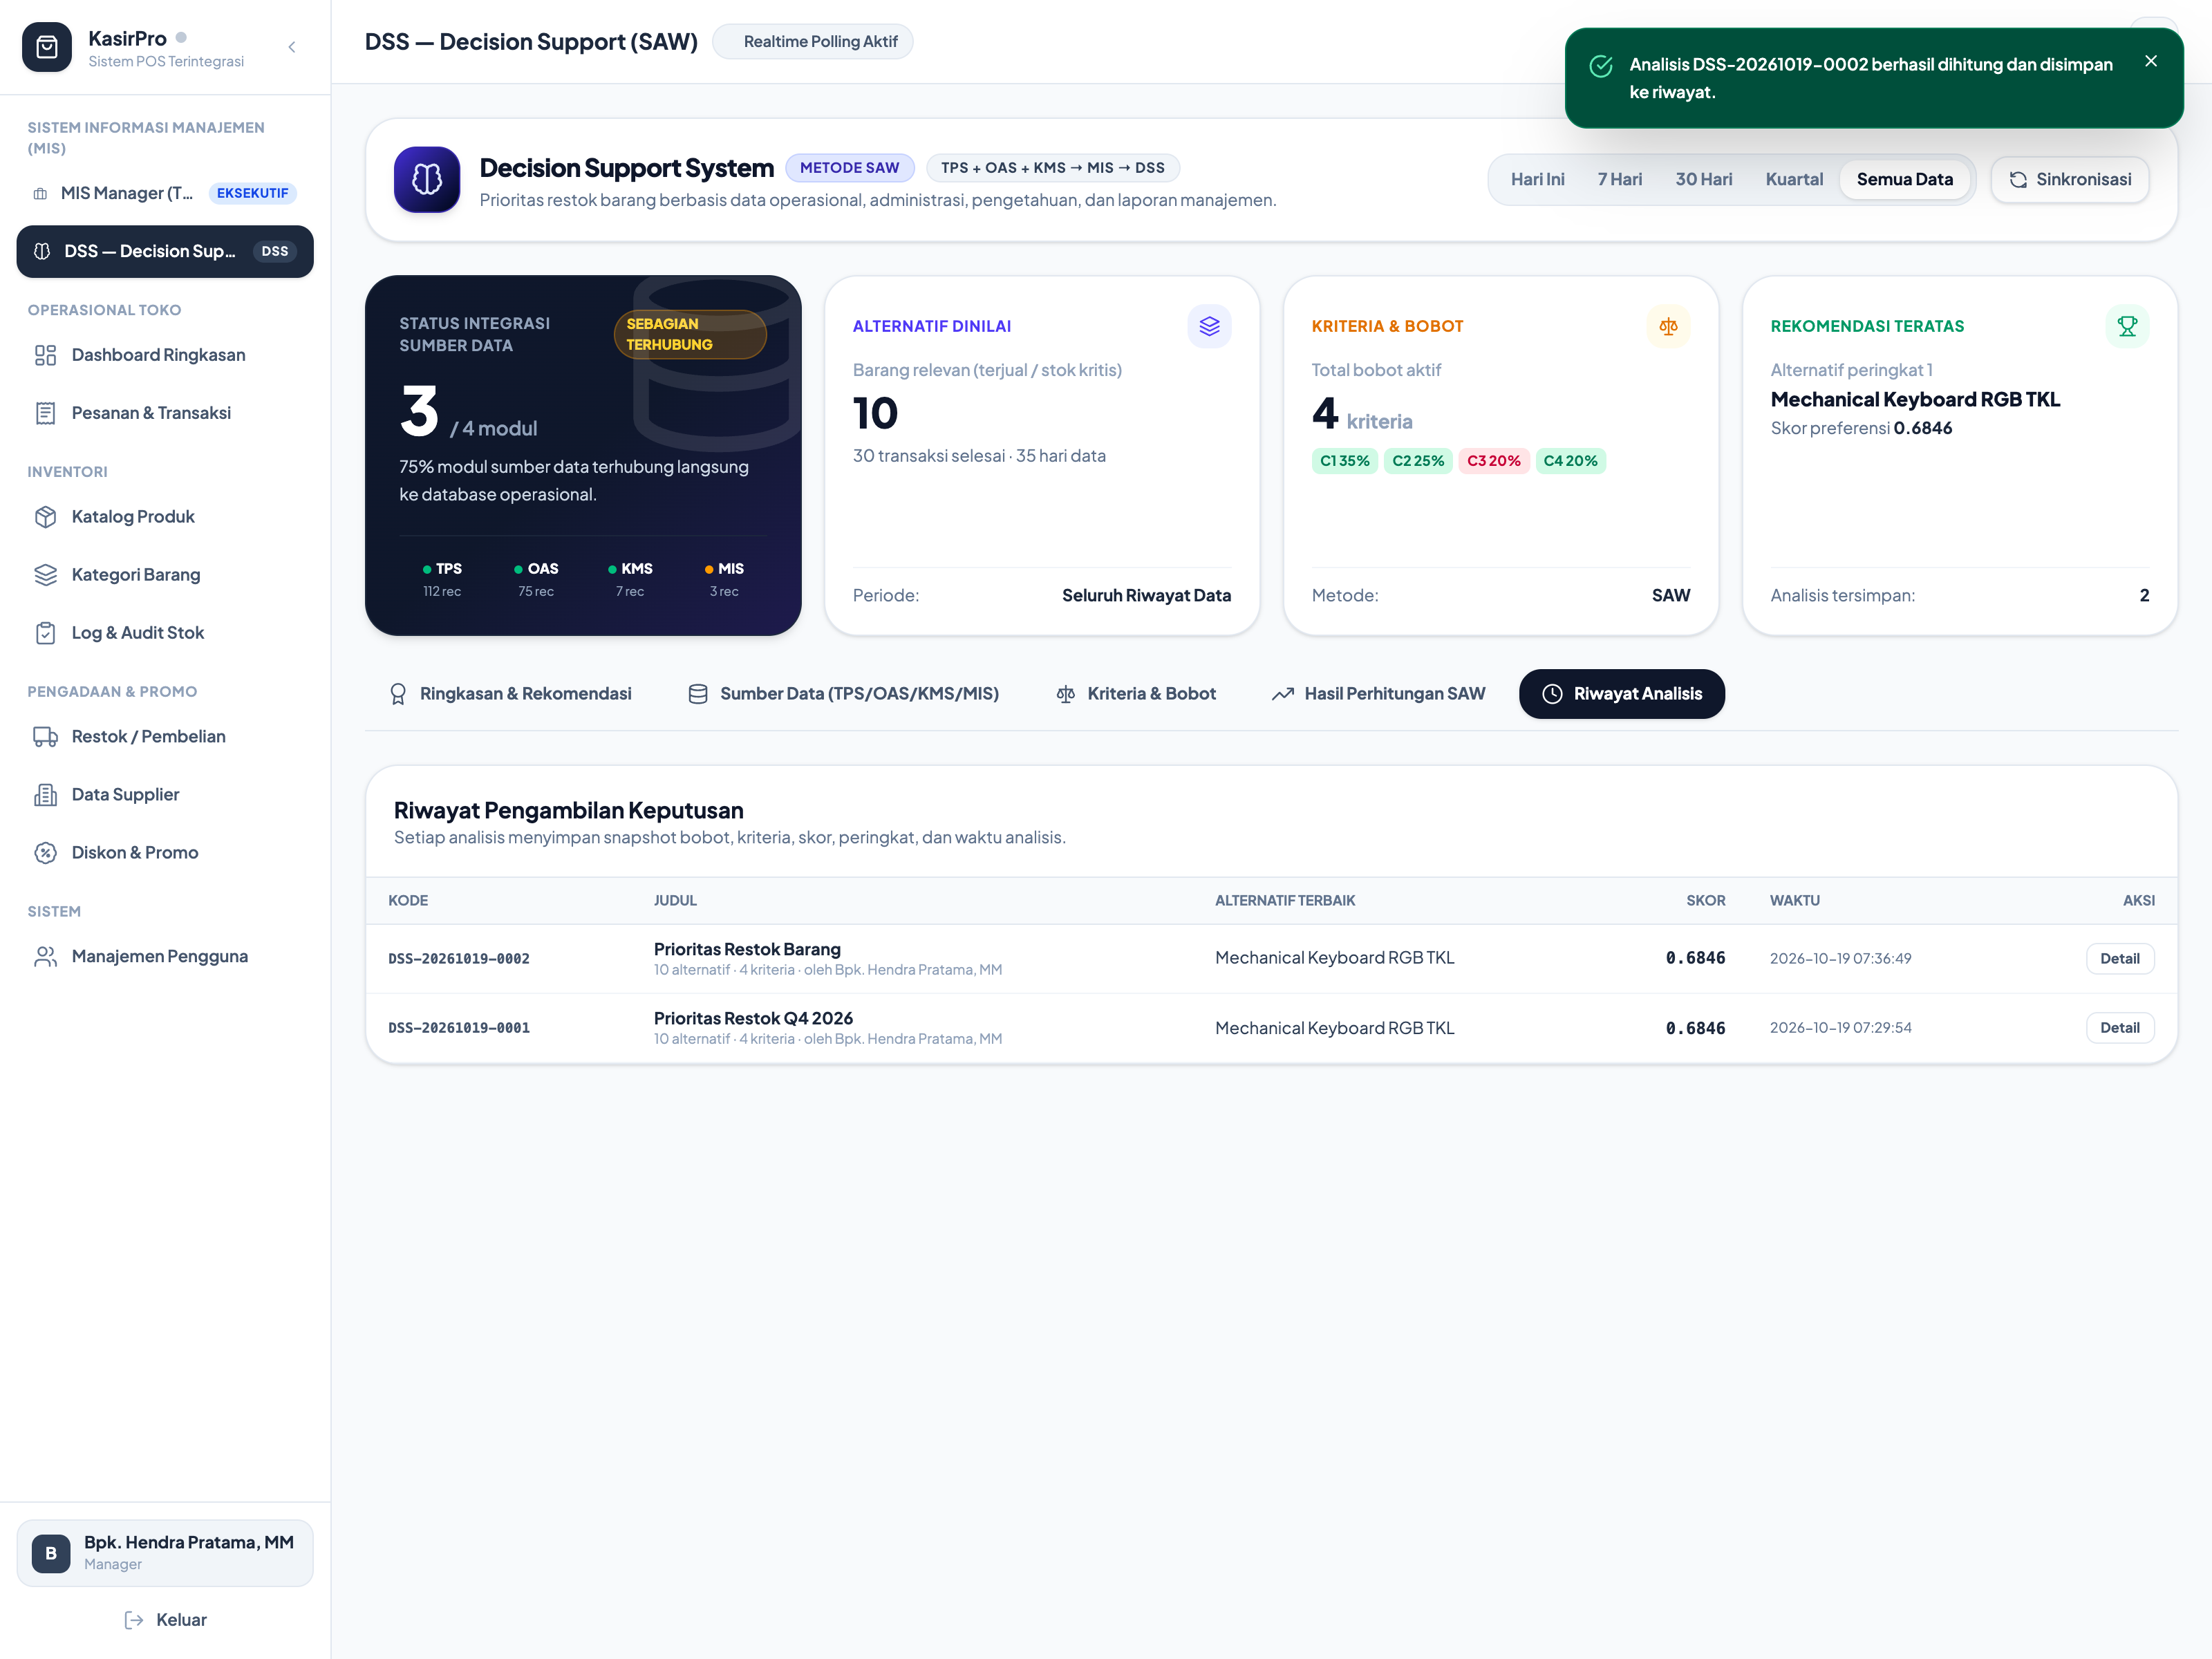 KasirPro
Sistem POS Terintegrasi
SISTEM INFORMASI MANAJEMEN
(MIS)
MIS Manager (T... EKSEKUTIF
DSS — Decision Sup... DSS
OPERASIONAL TOKO
Dashboard Ringkasan
Pesanan & Transaksi
INVENTORI
Katalog Produk
Kategori Barang
Log & Audit Stok
PENGADAAN & PROMO
Restok / Pembelian
Data Supplier
Diskon & Promo
SISTEM
Manajemen Pengguna
B
Bpk. Hendra Pratama, MM
Manager
Keluar
DSS — Decision Support (SAW) Realtime Polling Aktif
Analisis DSS-20261019-0002 berhasil dihitung dan disimpan
ke riwayat.
Decision Support System METODE SAW TPS + OAS + KMS → MIS → DSS
Prioritas restok barang berbasis data operasional, administrasi, pengetahuan, dan laporan manajemen.
Hari Ini 7 Hari 30 Hari Kuartal Semua Data Sinkronisasi
STATUS INTEGRASI
SUMBER DATA
SEBAGIAN
TERHUBUNG
3 / 4 modul
75% modul sumber data terhubung langsung
ke database operasional.
TPS OAS KMS MIS
112 rec 75 rec 7 rec 3 rec
ALTERNATIF DINILAI
Barang relevan (terjual / stok kritis)
10
30 transaksi selesai · 35 hari data
Periode: Seluruh Riwayat Data
KRITERIA & BOBOT
Total bobot aktif
4 kriteria
C1 35% C2 25% C3 20% C4 20%
Metode: SAW
REKOMENDASI TERATAS
Alternatif peringkat 1
Mechanical Keyboard RGB TKL
Skor preferensi 0.6846
Analisis tersimpan: 2
Ringkasan & Rekomendasi Sumber Data (TPS/OAS/KMS/MIS) Kriteria & Bobot Hasil Perhitungan SAW Riwayat Analisis
Riwayat Pengambilan Keputusan
Setiap analisis menyimpan snapshot bobot, kriteria, skor, peringkat, dan waktu analisis.
KODE JUDUL ALTERNATIF TERBAIK SKOR WAKTU AKSI
DSS-20261019-0002 Prioritas Restok Barang Mechanical Keyboard RGB TKL 0.6846 2026-10-19 07:36:49 Detail
10 alternatif · 4 kriteria · oleh Bpk. Hendra Pratama, MM
DSS-20261019-0001 Prioritas Restok Q4 2026 Mechanical Keyboard RGB TKL 0.6846 2026-10-19 07:29:54 Detail
10 alternatif · 4 kriteria · oleh Bpk. Hendra Pratama, MM